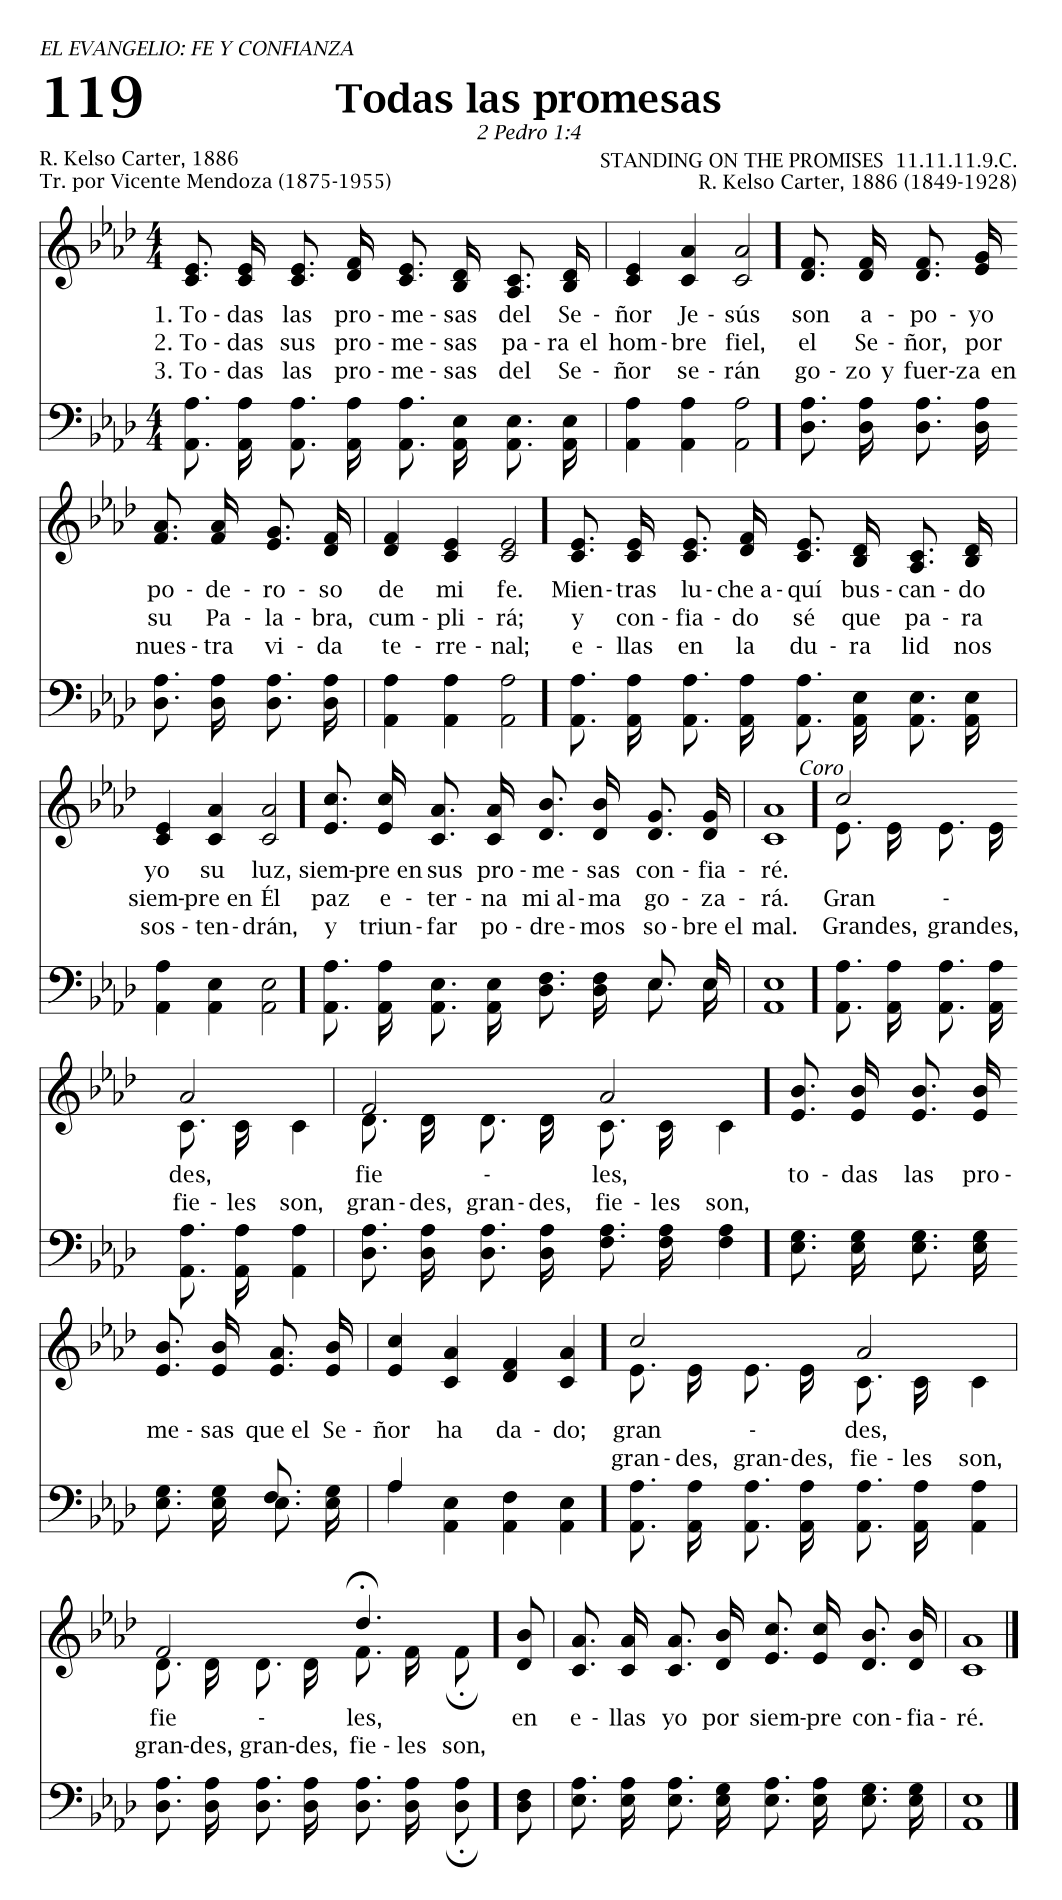 EL EVANGELIO: FE Y CONFIANZA
119
Todas las promesas
2 Pedro 1:4
R. Kelso Carter, 1886
STANDING ON THE PROMISES 11.11.11.9.C.
Tr. por Vicente Mendoza (1875-1955)
R. Kelso Carter, 1886 (1849-1928)
1. To - das las pro - me - sas del Se - ñor Je - sús son a - po - yo
2. To - das sus pro - me - sas pa - ra el hom - bre fiel, el Se - ñor, por
3. To - das las pro - me - sas del Se - ñor se - rán go - zo y fuer - za en
po - de - ro - so de mi fe. Mien - tras lu - che a - quí bus - can - do
su Pa - la - bra, cum - pli - rá; y con - fia - do sé que pa - ra
nues - tra vi - da te - rre - nal; e - llas en la du - ra lid nos
Coro
yo su luz, siem - pre en sus pro - me - sas con - fia - ré.
siem - pre en Él paz e - ter - na mi al - ma go - za - rá. Gran -
sos - ten - drán, y triun - far po - dre - mos so - bre el mal. Grandes, grandes,
des, fie - les, to - das las pro -
fie - les son, gran - des, gran - des, fie - les son,
me - sas que el Se - ñor ha da - do; gran - des,
gran - des, gran - des, fie - les son,
fie - les, en e - llas yo por siem - pre con - fia - ré.
gran - des, gran - des, fie - les son,